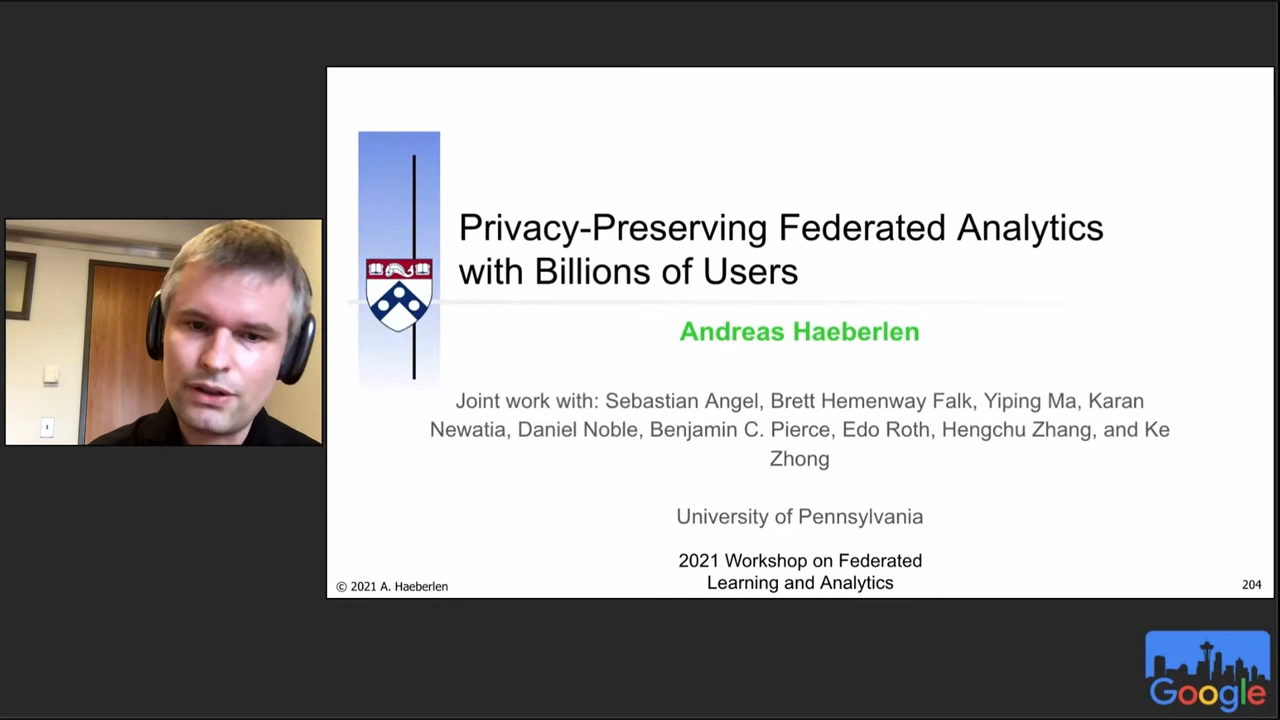 Privacy-Preserving Federated Analytics
with Billions of Users
Andreas Haeberlen
Joint work with: Sebastian Angel, Brett Hemenway Falk, Yiping Ma, Karan
Newatia, Daniel Noble, Benjamin C. Pierce, Edo Roth, Hengchu Zhang, and Ke
Zhong
University of Pennsylvania
2021 Workshop on Federated
Learning and Analytics
© 2021 A. Haeberlen
204
Google